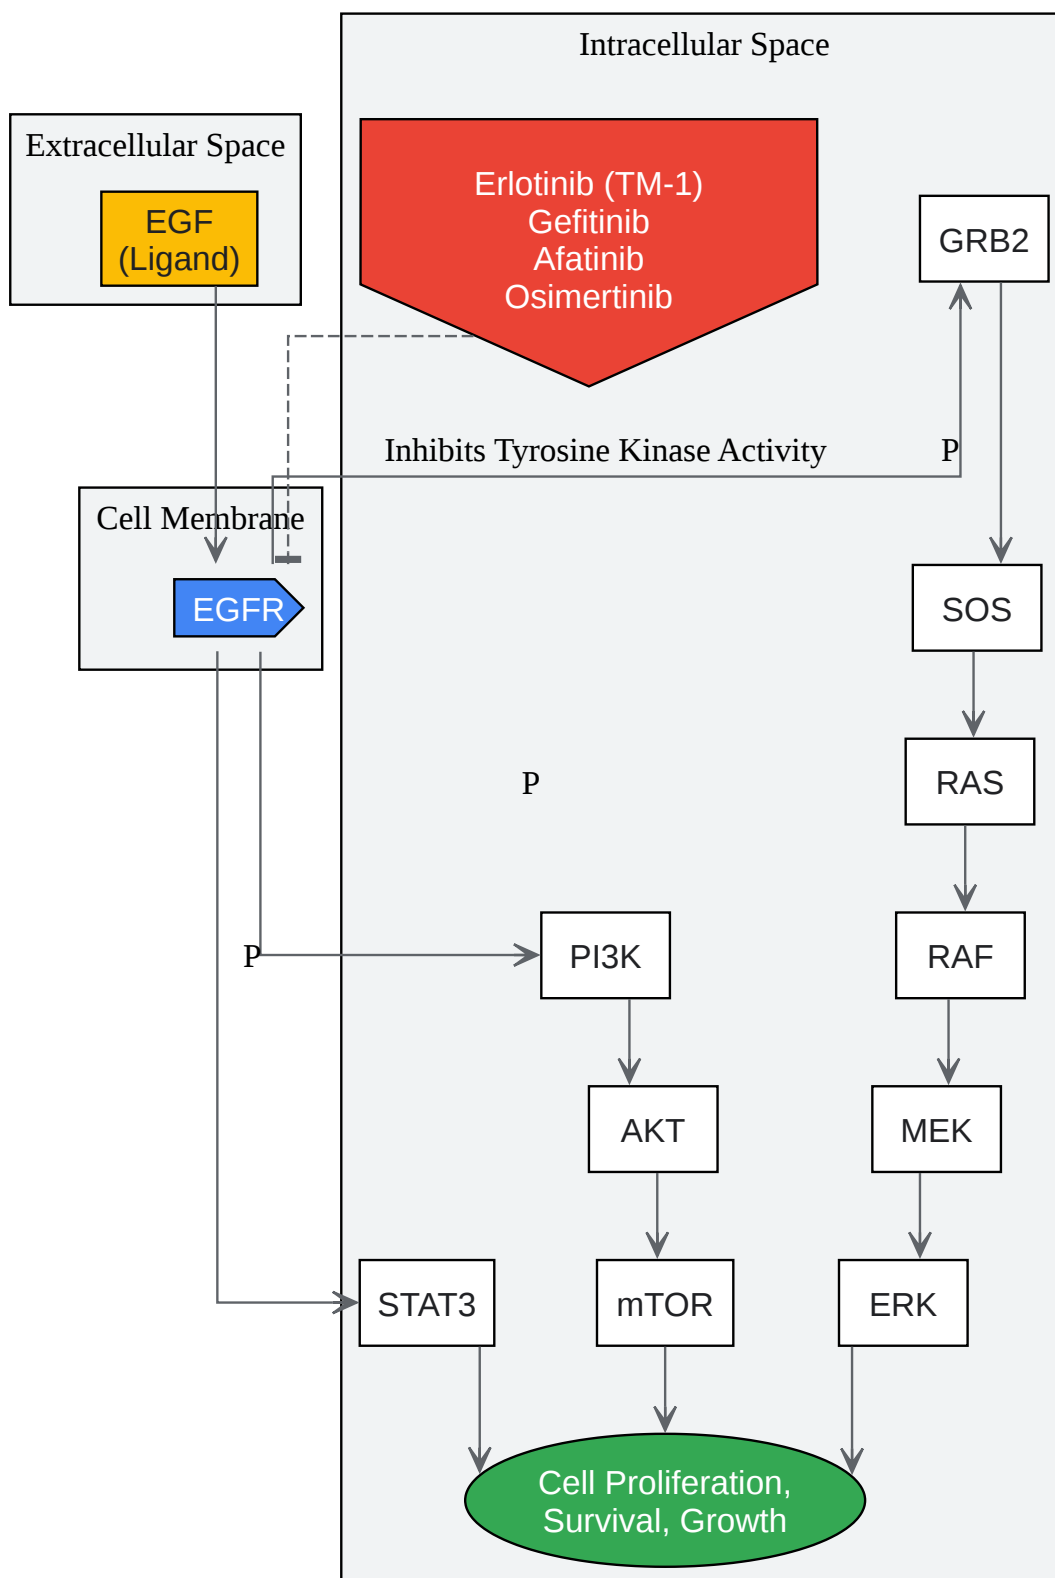 Intracellular Space
Extracellular Space
EGF
(Ligand)
Erlotinib (TM-1)
Gefitinib
Afatinib
Osimertinib
GRB2
Inhibits Tyrosine Kinase Activity
P
Cell Membrane
EGFR
SOS
RAS
P
P
PI3K
RAF
AKT
MEK
STAT3
mTOR
ERK
Cell Proliferation,
Survival, Growth